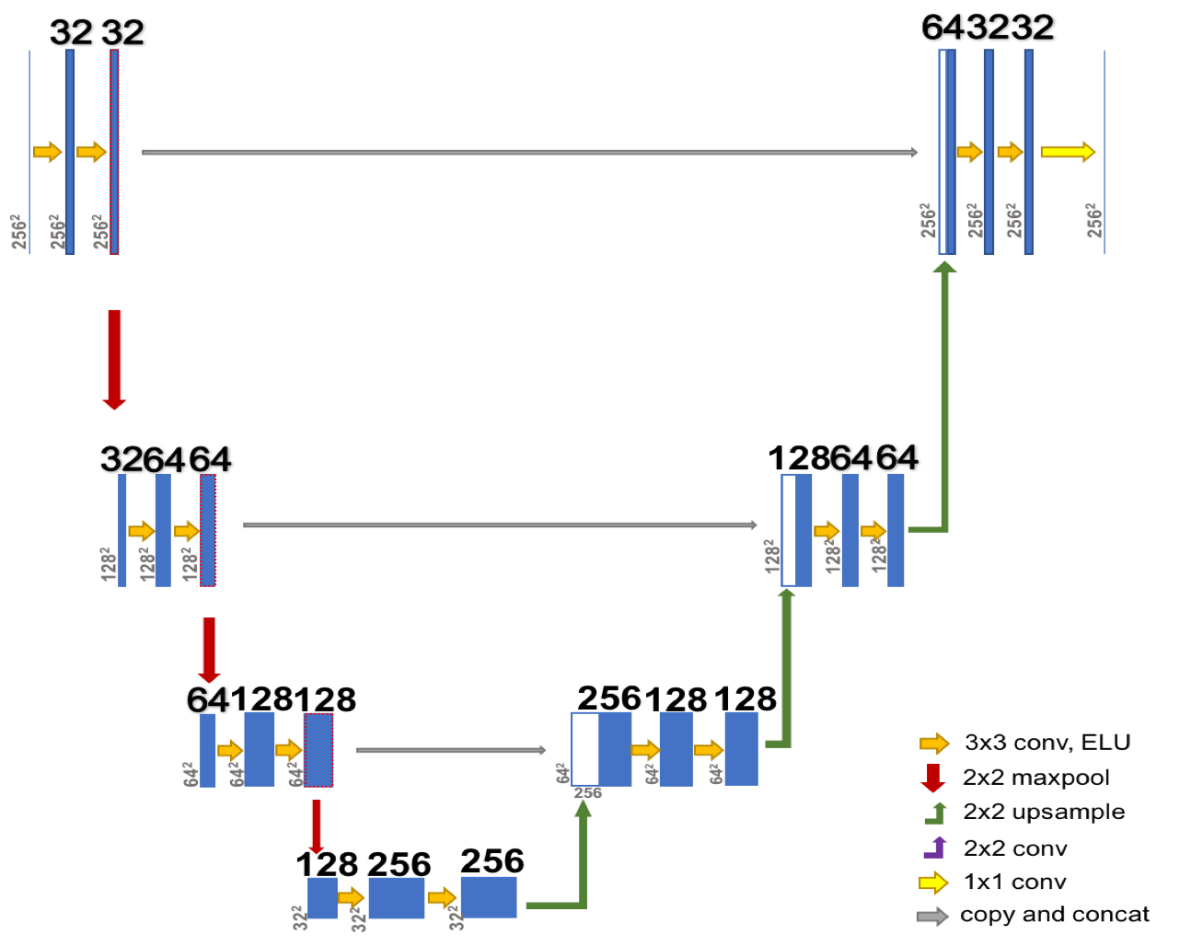 32 32
64 32 32
256² 256² 256²
256² 256² 256² 256²
32 64 64
128 64 64
128² 128² 128²
128² 128² 128²
64 128 128
256 128 128
64² 64² 64²
64² 64² 64²
256
128 256 256
32² 32² 32²
3x3 conv, ELU
2x2 maxpool
2x2 upsample
2x2 conv
1x1 conv
copy and concat